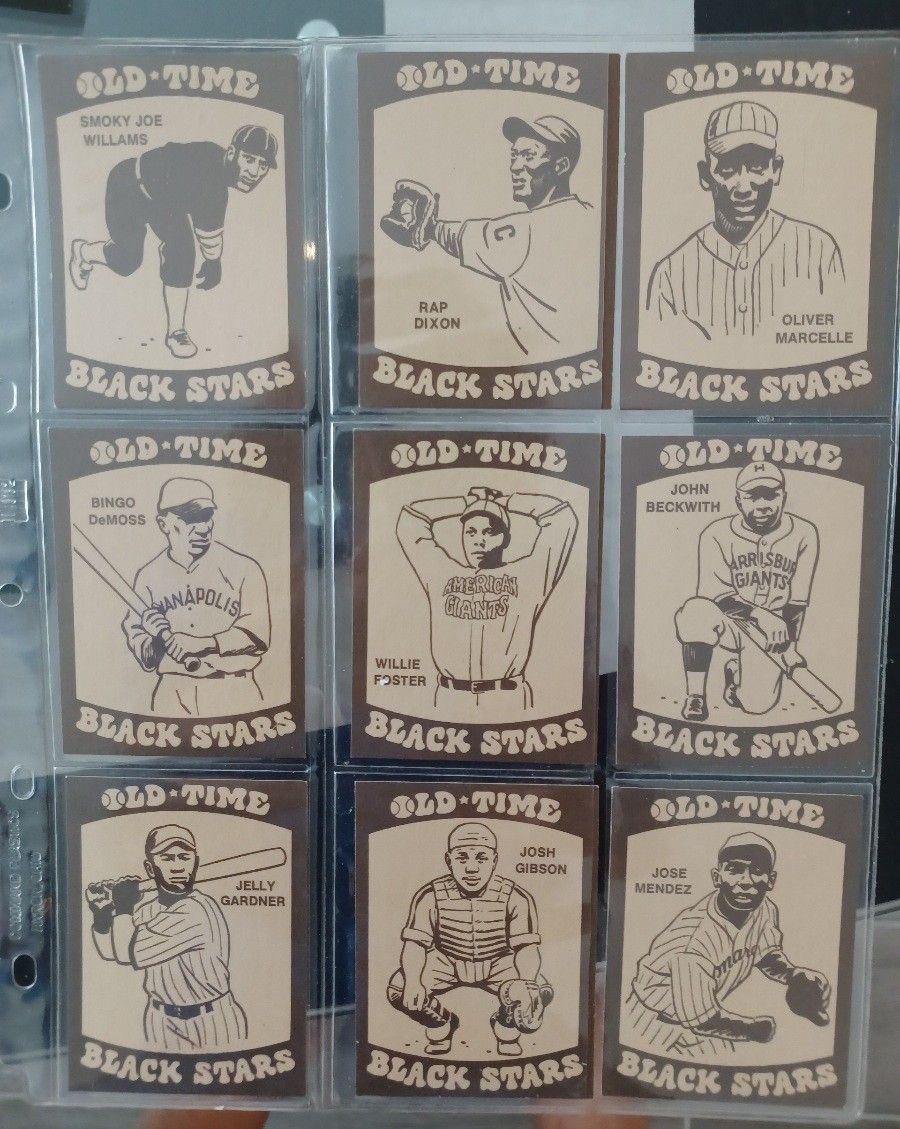 OLD★TIME
SMOKY JOE
WILLAMS
BLACK STARS
OLD★TIME
C
RAP
DIXON
BLACK STARS
OLD★TIME
OLIVER
MARCELLE
BLACK STARS
OLD★TIME
BINGO
DeMOSS
ANAPOLIS
BLACK STARS
OLD★TIME
AMERICAN
GIANTS
WILLIE
FOSTER
BLACK STARS
OLD★TIME
H
JOHN
BECKWITH
ARRISBUR
GIANTS
BLACK STARS
OLD★TIME
JELLY
GARDNER
BLACK STARS
OLD★TIME
JOSH
GIBSON
BLACK STARS
OLD★TIME
JOSE
MENDEZ
onarc
BLACK STARS